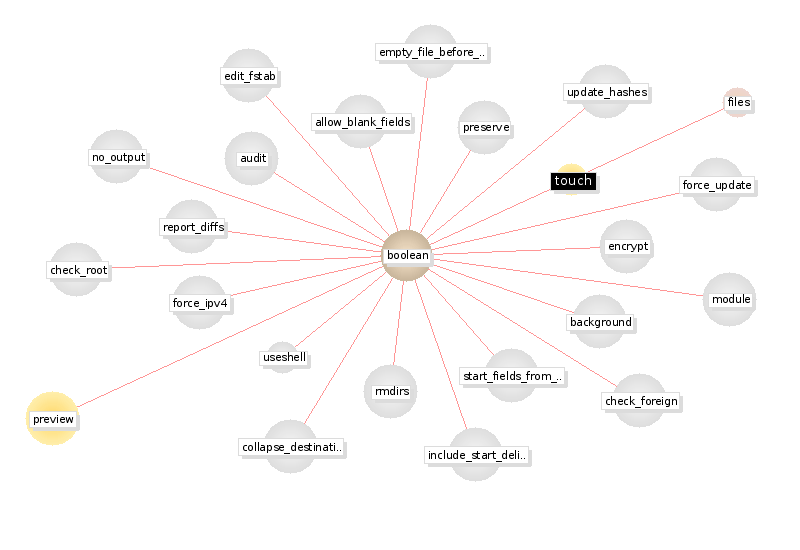 empty_file_before_..
edit_fstab
update_hashes
files
allow_blank_fields
preserve
no_output
audit
touch
force_update
report_diffs
encrypt
boolean
check_root
module
force_ipv4
background
useshell
start_fields_from_..
rmdirs
check_foreign
preview
collapse_destinati..
include_start_deli..